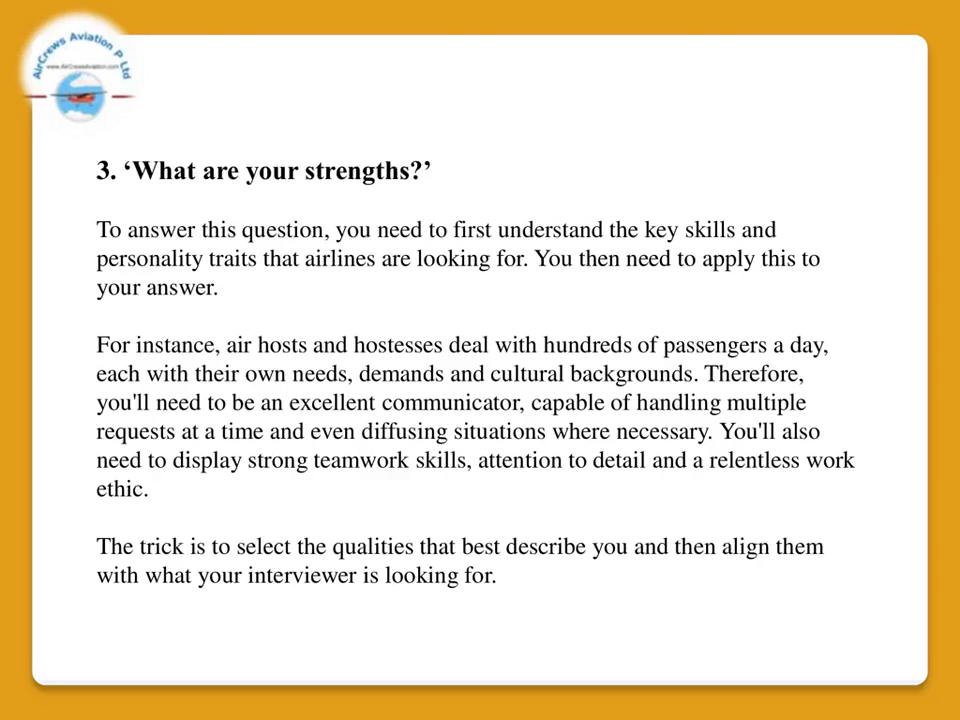 AirCrews Aviation P Ltd
www.AirCrewsAviation.com
3. ‘What are your strengths?’
To answer this question, you need to first understand the key skills and
personality traits that airlines are looking for. You then need to apply this to
your answer.
For instance, air hosts and hostesses deal with hundreds of passengers a day,
each with their own needs, demands and cultural backgrounds. Therefore,
you'll need to be an excellent communicator, capable of handling multiple
requests at a time and even diffusing situations where necessary. You'll also
need to display strong teamwork skills, attention to detail and a relentless work
ethic.
The trick is to select the qualities that best describe you and then align them
with what your interviewer is looking for.